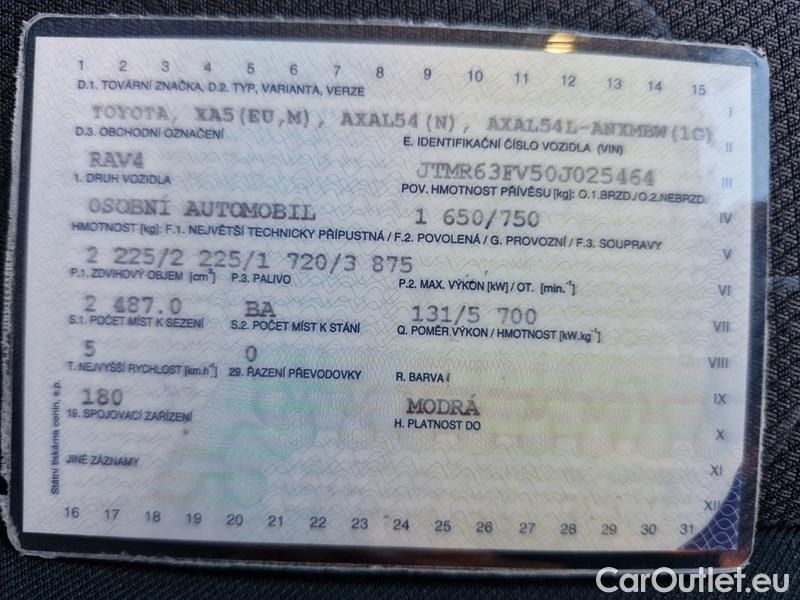 1 2 3 4 5 6 7 8 9 10 11 12 13 14 15
D.1. TOVÁRNÍ ZNAČKA, D.2. TYP, VARIANTA, VERZE
TOYOTA, XA5(EU,M), AXAL54(N), AXAL54L-ANXMBW(1C)
I
D.3. OBCHODNÍ OZNAČENÍ E. IDENTIFIKAČNÍ ČÍSLO VOZIDLA (VIN)
II
RAV4 JTMR63FV50J025464
III
1. DRUH VOZIDLA POV. HMOTNOST PŘÍVĚSU [kg]: O.1.BRZD./O.2.NEBRZD.
OSOBNÍ AUTOMOBIL 1 650/750
IV
HMOTNOST [kg]: F.1. NEJVĚTŠÍ TECHNICKY PŘÍPUSTNÁ / F.2. POVOLENÁ / G. PROVOZNÍ / F.3. SOUPRAVY
2 225/2 225/1 720/3 875
V
P.1. ZDVIHOVÝ OBJEM [cm³] P.3. PALIVO P.2. MAX. VÝKON [kW] / OT. [min.⁻¹]
VI
2 487.0 BA 131/5 700
VII
S.1. POČET MÍST K SEZENÍ S.2. POČET MÍST K STÁNÍ Q. POMĚR VÝKON / HMOTNOST [kW.kg⁻¹]
5 0
VIII
T. NEJVYŠŠÍ RYCHLOST [km.h⁻¹] 29. ŘAZENÍ PŘEVODOVKY R. BARVA
180 MODRÁ
IX
19. SPOJOVACÍ ZAŘÍZENÍ H. PLATNOST DO
X
JINÉ ZÁZNAMY
XI
XII
Státní tiskárna cenin, s.p.
16 17 18 19 20 21 22 23 24 25 26 27 28 29 30 31
CarOutlet.eu